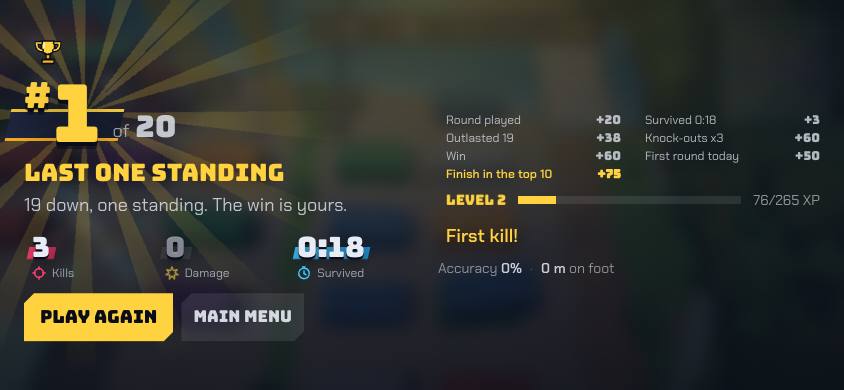 #1 of 20
LAST ONE STANDING
19 down, one standing. The win is yours.
3 0 0:18
Kills Damage Survived
PLAY AGAIN MAIN MENU
Round played +20
Outlasted 19 +38
Win +60
Finish in the top 10 +75
Survived 0:18 +3
Knock-outs x3 +60
First round today +50
LEVEL 2 76/265 XP
First kill!
Accuracy 0% · 0 m on foot